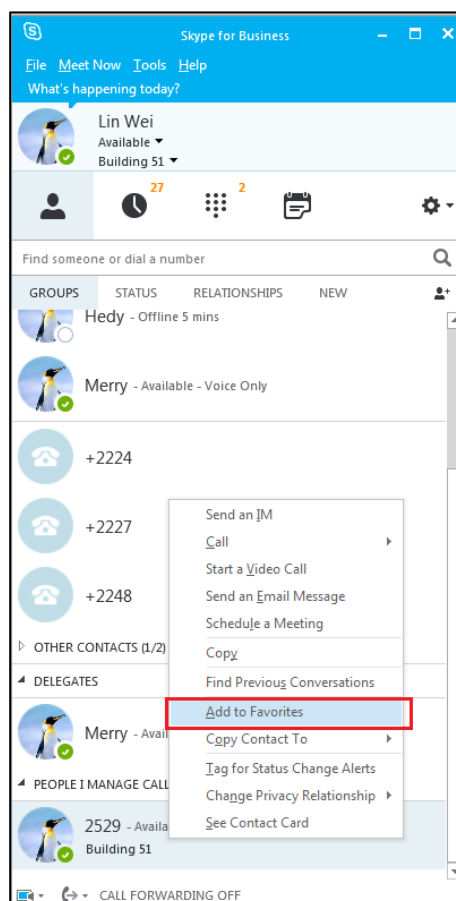 Skype for Business
File Meet Now Tools Help
What's happening today?
Lin Wei
Available
Building 51
27
2
Find someone or dial a number
GROUPS STATUS RELATIONSHIPS NEW
Hedy - Offline 5 mins
Merry - Available - Voice Only
+2224
+2227
+2248
OTHER CONTACTS (1/2)
DELEGATES
Merry - Avai
PEOPLE I MANAGE CALL
2529 - Availa
Building 51
Send an IM
Call
Start a Video Call
Send an Email Message
Schedule a Meeting
Copy
Find Previous Conversations
Add to Favorites
Copy Contact To
Tag for Status Change Alerts
Change Privacy Relationship
See Contact Card
CALL FORWARDING OFF